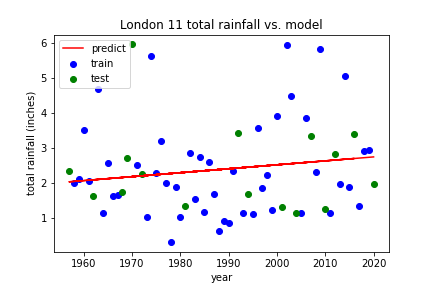 London 11 total rainfall vs. model
predict
train
test
total rainfall (inches)
6
5
4
3
2
1
1960 1970 1980 1990 2000 2010 2020
year